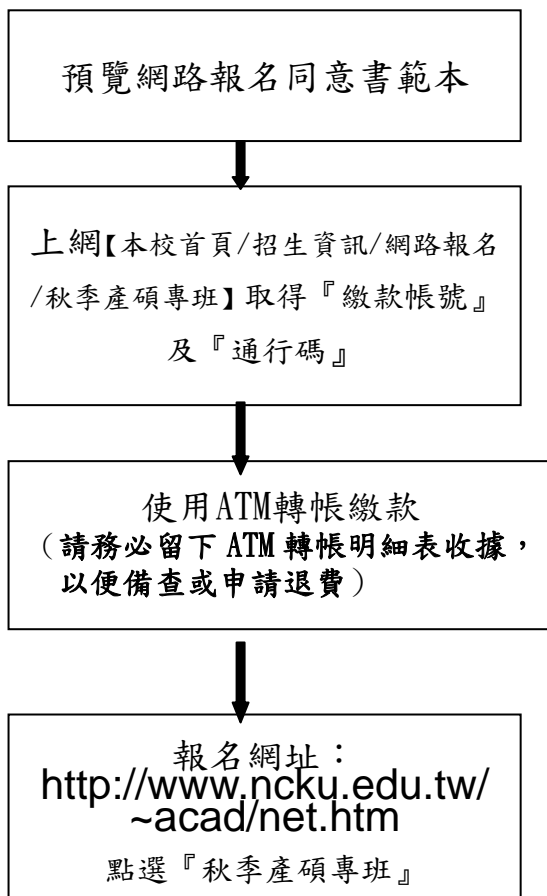 預覽網路報名同意書範本
上網【本校首頁/招生資訊/網路報名
/秋季產碩專班】取得『繳款帳號』
及『通行碼』
使用ATM轉帳繳款
（請務必留下 ATM 轉帳明細表收據，
以便備查或申請退費）
報名網址：
http://www.ncku.edu.tw/
~acad/net.htm
點選『秋季產碩專班』